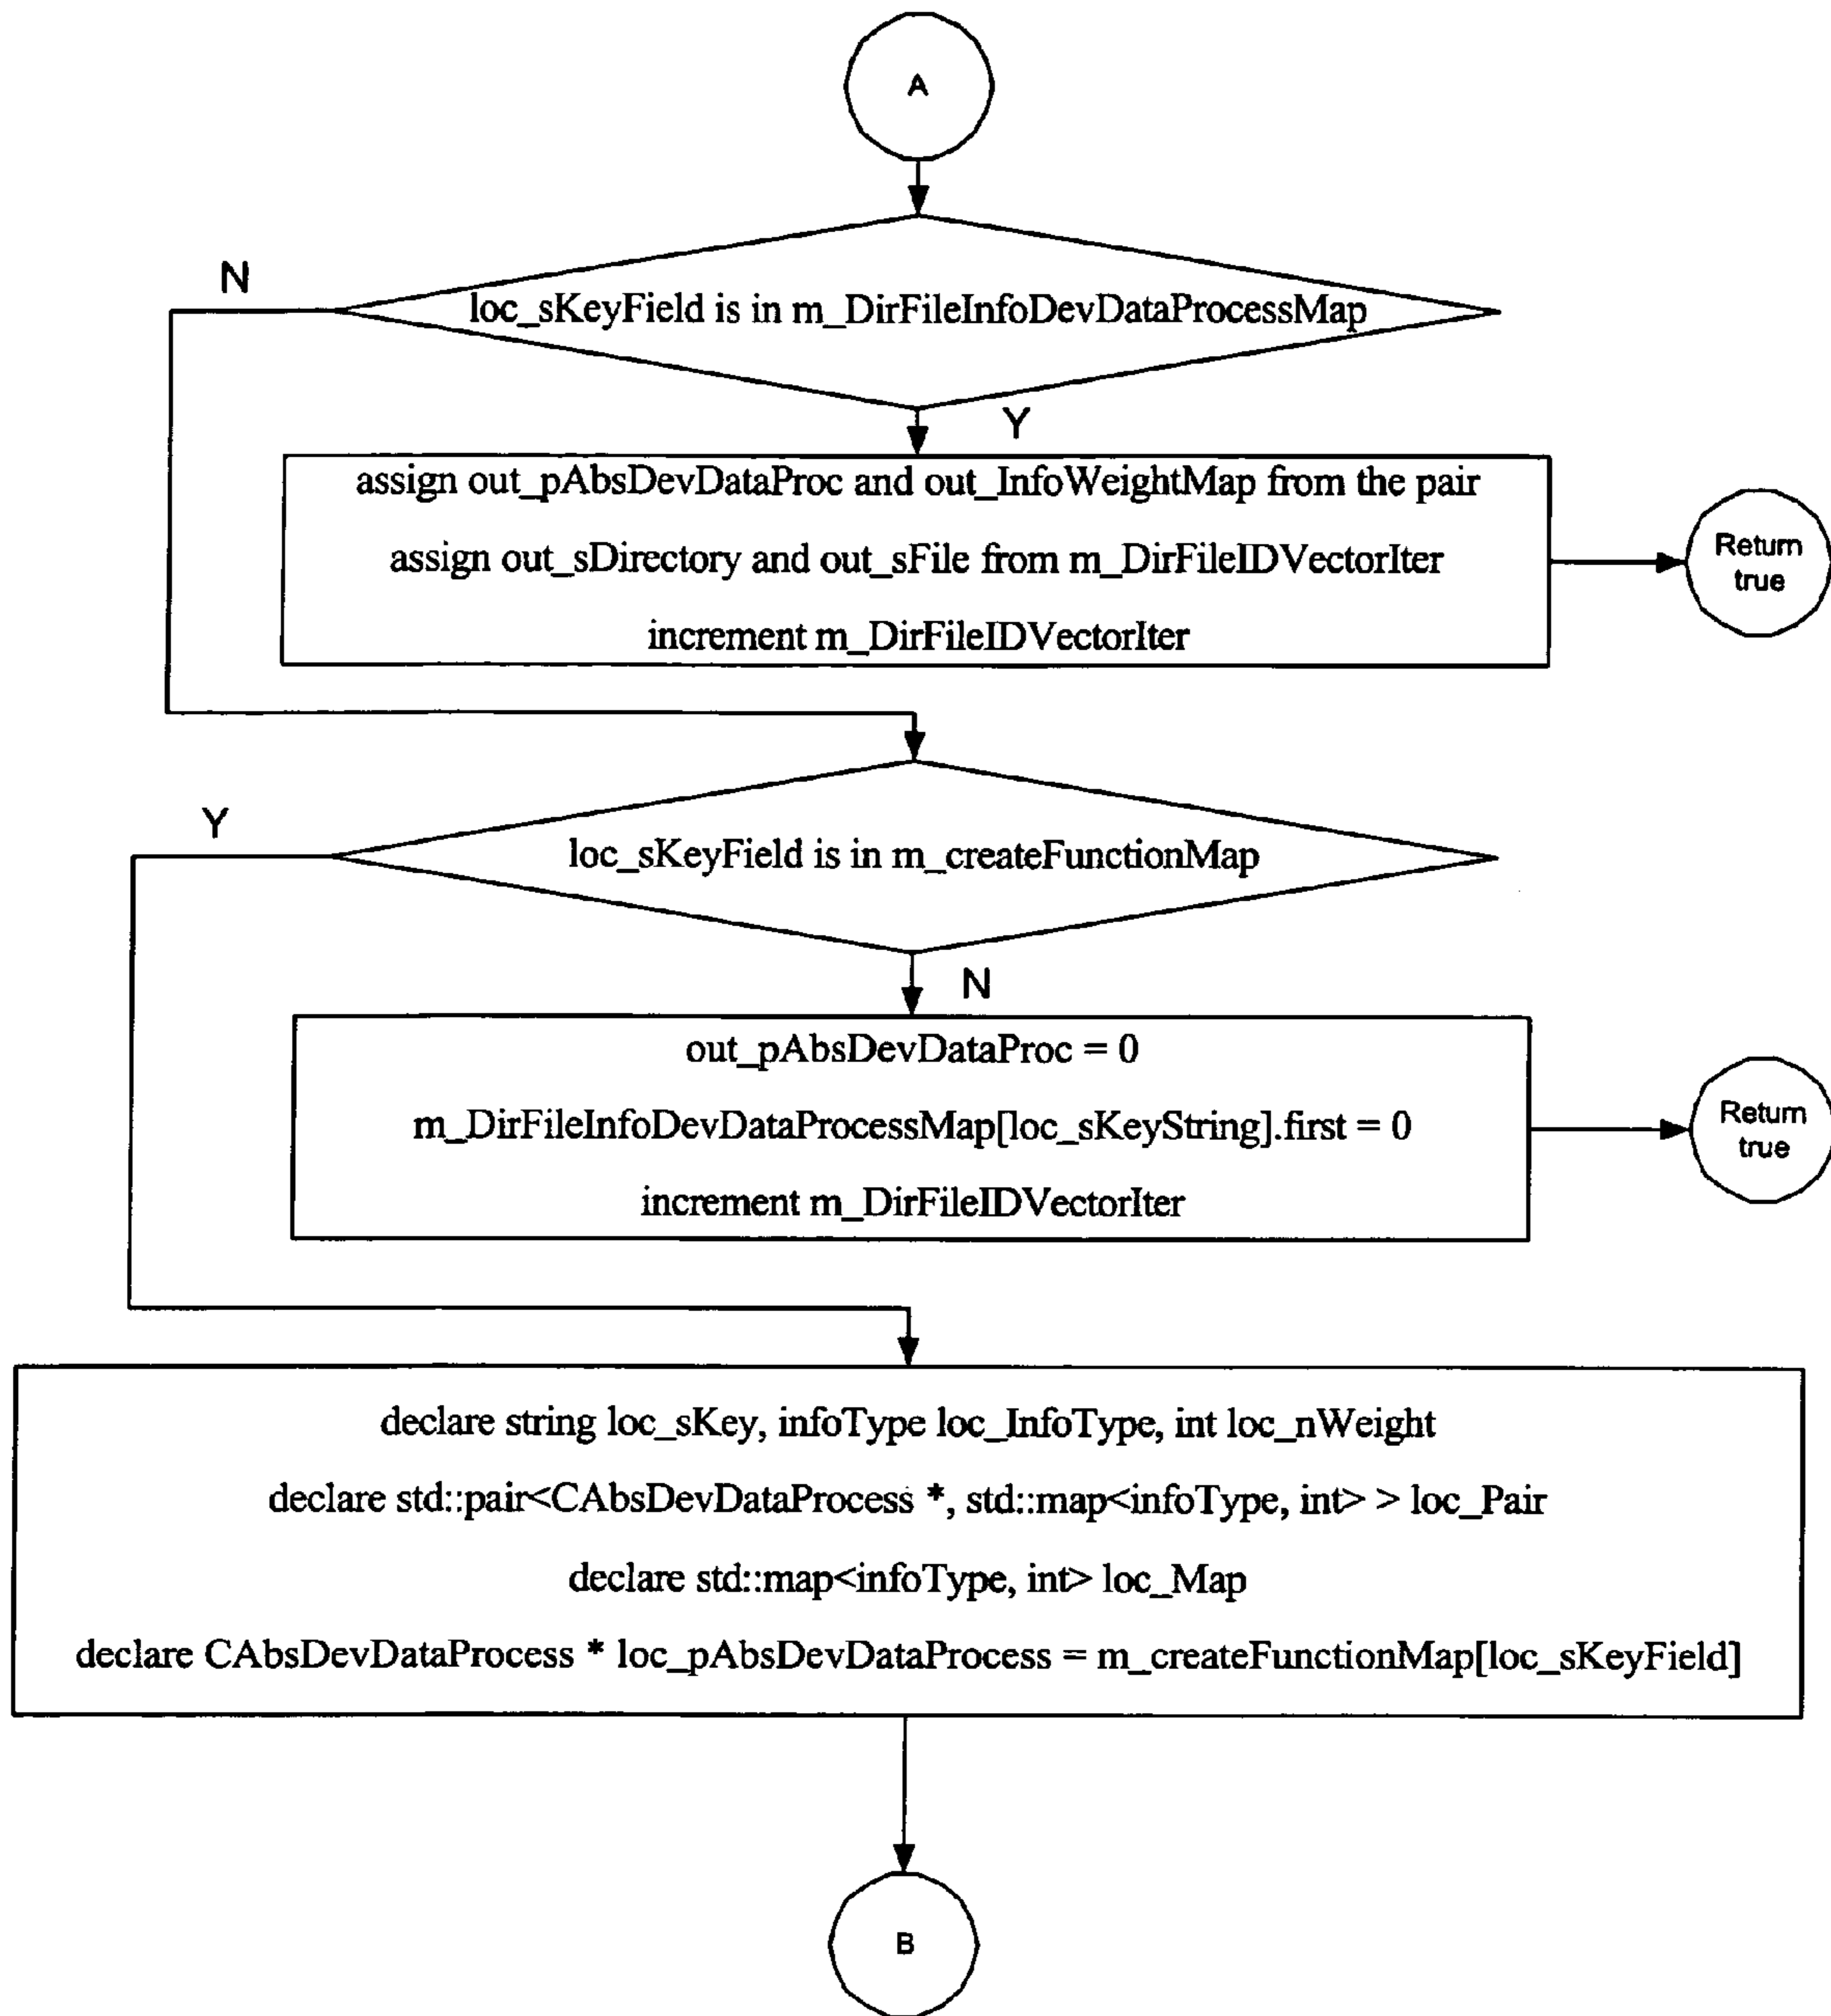 A
N
loc_sKeyField is in m_DirFileInfoDevDataProcessMap
Y
assign out_pAbsDevDataProc and out_InfoWeightMap from the pair
assign out_sDirectory and out_sFile from m_DirFileIDVectorIter
increment m_DirFileIDVectorIter
Return
true
Y
loc_sKeyField is in m_createFunctionMap
N
out_pAbsDevDataProc = 0
m_DirFileInfoDevDataProcessMap[loc_sKeyString].first = 0
increment m_DirFileIDVectorIter
Return
true
declare string loc_sKey, infoType loc_InfoType, int loc_nWeight
declare std::pair<CAbsDevDataProcess *, std::map<infoType, int> > loc_Pair
declare std::map<infoType, int> loc_Map
declare CAbsDevDataProcess * loc_pAbsDevDataProcess = m_createFunctionMap[loc_sKeyField]
B